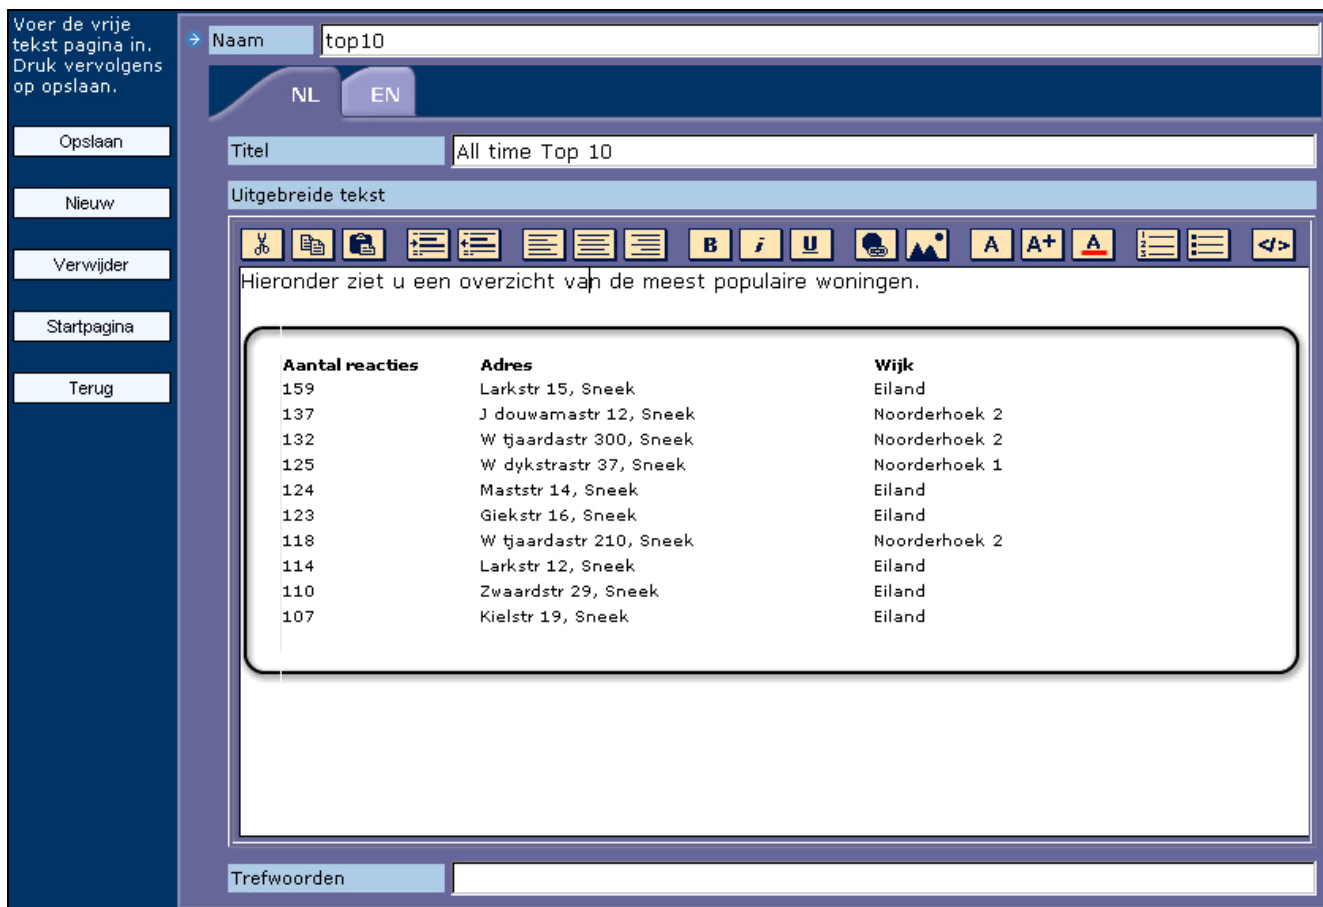 Voer de vrije
tekst pagina in.
Druk vervolgens
op opslaan.
Opslaan
Nieuw
Verwijder
Startpagina
Terug
Naam top10
NL EN
Titel All time Top 10
Uitgebreide tekst
B i U A A+ A </>
Hieronder ziet u een overzicht van de meest populaire woningen.
Aantal reacties Adres Wijk
159 Larkstr 15, Sneek Eiland
137 J douwamastr 12, Sneek Noorderhoek 2
132 W tjaardastr 300, Sneek Noorderhoek 2
125 W dykstrastr 37, Sneek Noorderhoek 1
124 Maststr 14, Sneek Eiland
123 Giekstr 16, Sneek Eiland
118 W tjaardastr 210, Sneek Noorderhoek 2
114 Larkstr 12, Sneek Eiland
110 Zwaardstr 29, Sneek Eiland
107 Kielstr 19, Sneek Eiland
Trefwoorden